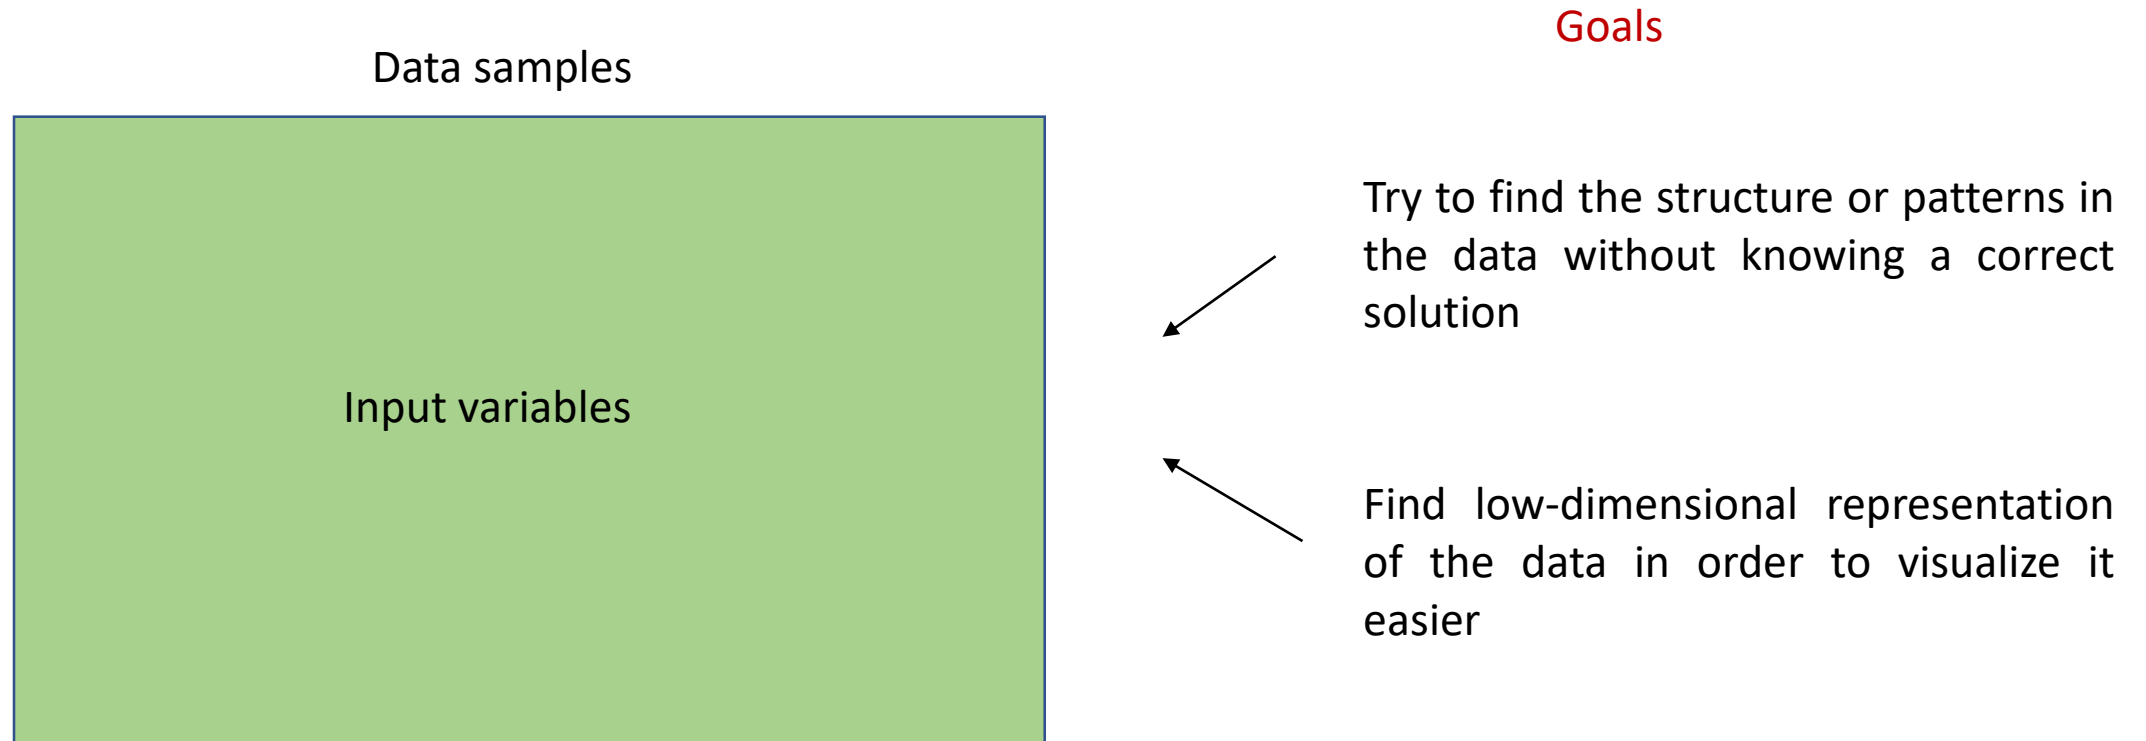 Goals
Data samples
Try to find the structure or patterns in
the data without knowing a correct
solution
Input variables
Find low-dimensional representation
of the data in order to visualize it
easier